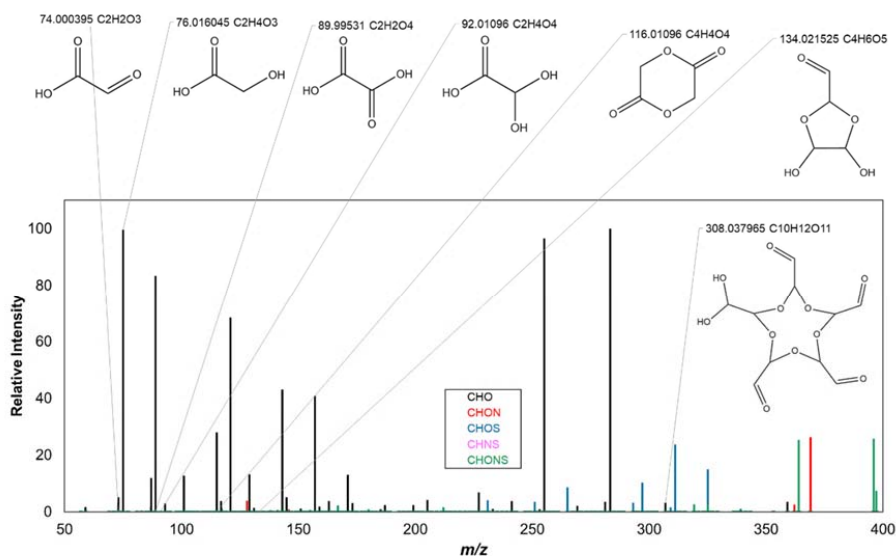 74.000395 C2H2O3
76.016045 C2H4O3
89.99531 C2H2O4
92.01096 C2H4O4
116.01096 C4H4O4
134.021525 C4H6O5
O
O
HO
O
OH
HO
O
OH
HO
O
O
OH
HO
OH
O
O
O
O
O
O
O
HO
OH
308.037965 C10H12O11
O
HO
HO
O
O
O
O
O
O
O
O
O
Relative Intensity
100
80
60
40
20
0
CHO
CHON
CHOS
CHNS
CHONS
50
100
150
200
250
300
350
400
m/z